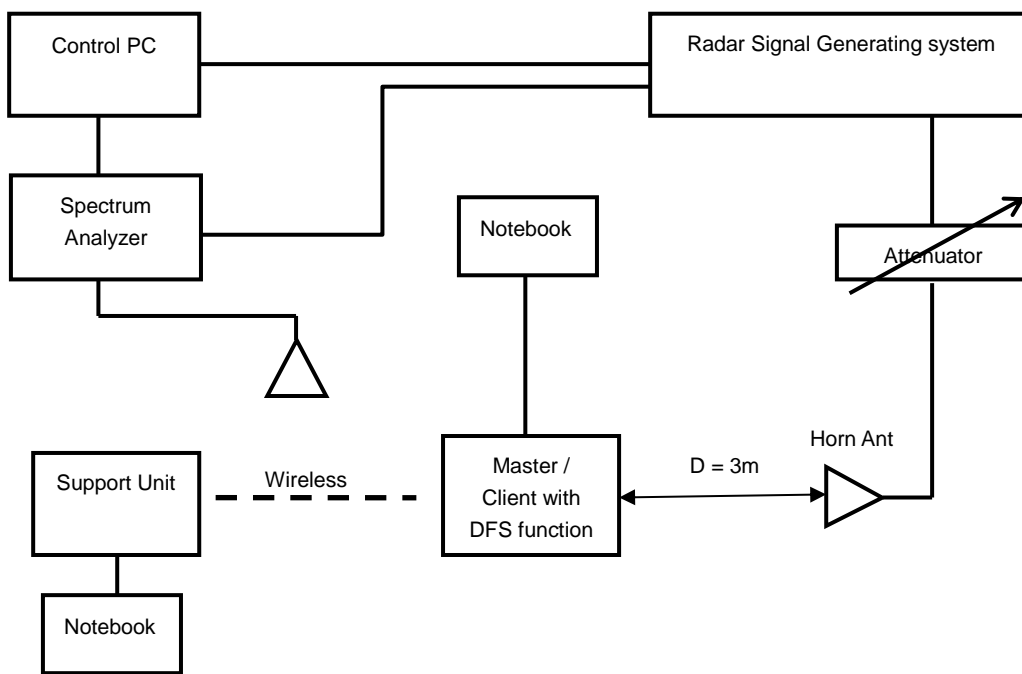 Control PC
Radar Signal Generating system
Spectrum
Analyzer
Notebook
Attenuator
Horn Ant
Support Unit
Wireless
Master /
Client with
DFS function
D = 3m
Notebook